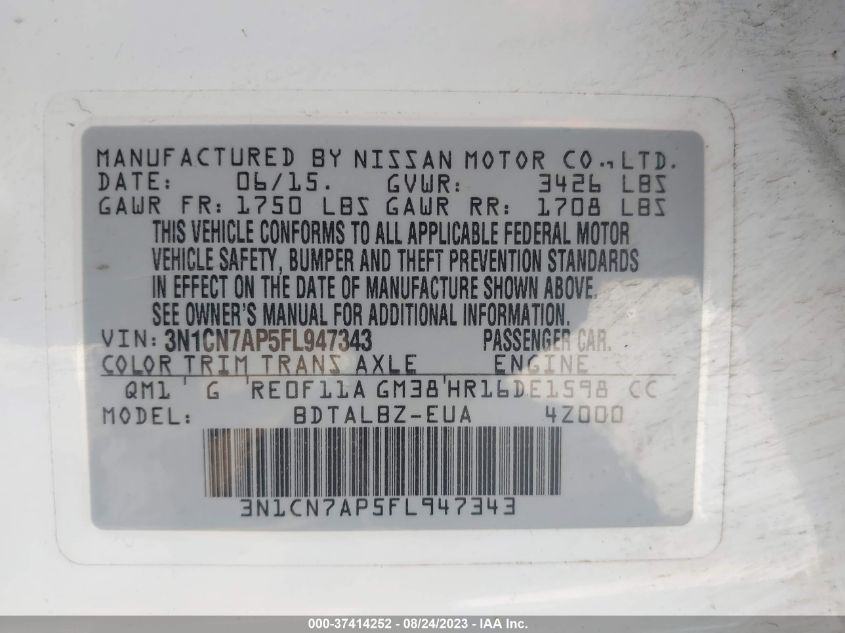 MANUFACTURED BY NISSAN MOTOR CO., LTD.
DATE: 06/15. GVWR: 3426 LBS
GAWR FR: 1750 LBS GAWR RR: 1708 LBS
THIS VEHICLE CONFORMS TO ALL APPLICABLE FEDERAL MOTOR
VEHICLE SAFETY, BUMPER AND THEFT PREVENTION STANDARDS
IN EFFECT ON THE DATE OF MANUFACTURE SHOWN ABOVE.
SEE OWNER'S MANUAL FOR ADDITIONAL INFORMATION.
VIN: 3N1CN7AP5FL947343 PASSENGER CAR.
COLOR TRIM TRANS AXLE ENGINE
QM1 G RE0F11A GM38 HR16DE1598 CC
MODEL: BDTALBZ-EUA 4Z000
3N1CN7AP5FL947343
000-37414252 - 08/24/2023 - Copyright © 2023 IAA, Inc.